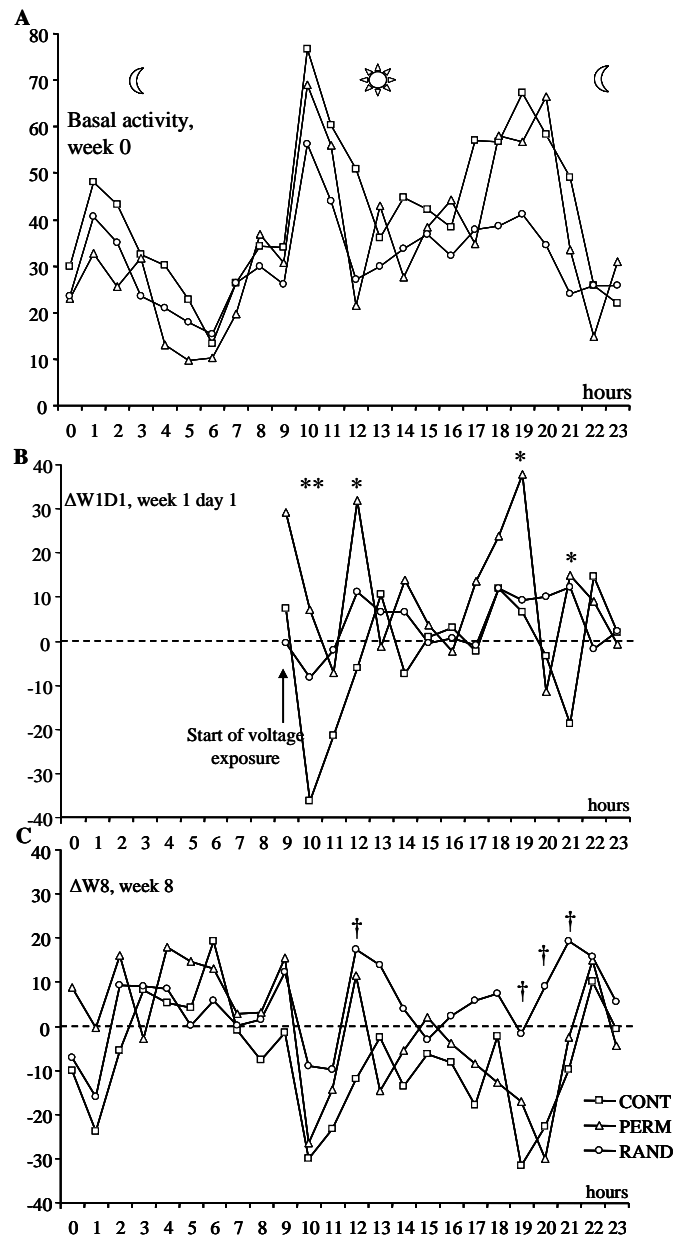 A
80
70
60
50
40
30
20
10
0
Basal activity,
week 0
hours
0 1 2 3 4 5 6 7 8 9 10 11 12 13 14 15 16 17 18 19 20 21 22 23
B
40
30
20
10
0
-10
-20
-30
-40
ΔW1D1, week 1 day 1
** * * *
Start of voltage
exposure
hours
0 1 2 3 4 5 6 7 8 9 10 11 12 13 14 15 16 17 18 19 20 21 22 23
C
40
30
20
10
0
-10
-20
-30
-40
ΔW8, week 8
† † † †
CONT
PERM
RAND
hours
0 1 2 3 4 5 6 7 8 9 10 11 12 13 14 15 16 17 18 19 20 21 22 23